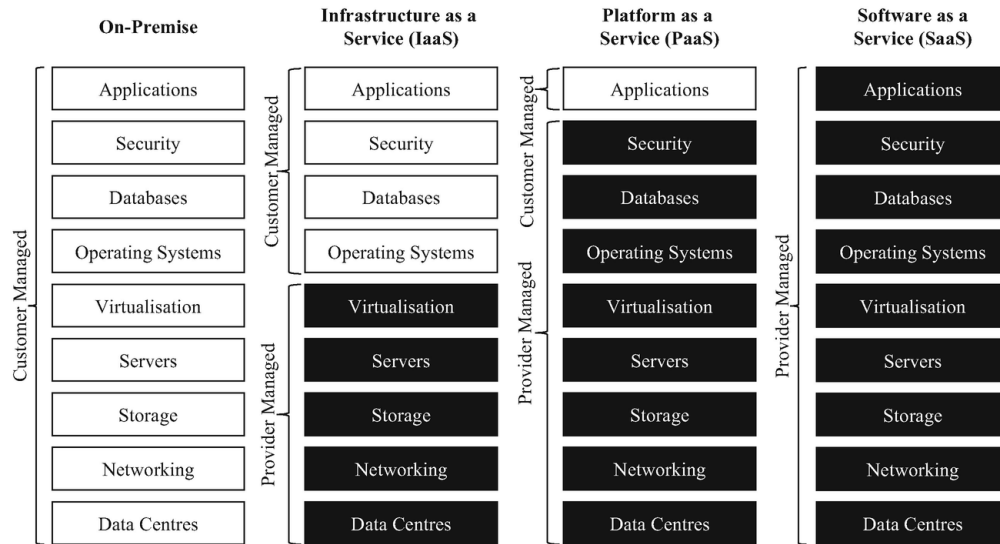 On-Premise
Customer Managed
Applications
Security
Databases
Operating Systems
Virtualisation
Servers
Storage
Networking
Data Centres
Infrastructure as a
Service (IaaS)
Customer Managed
Provider Managed
Applications
Security
Databases
Operating Systems
Virtualisation
Servers
Storage
Networking
Data Centres
Platform as a
Service (PaaS)
Customer Managed
Provider Managed
Applications
Security
Databases
Operating Systems
Virtualisation
Servers
Storage
Networking
Data Centres
Software as a
Service (SaaS)
Provider Managed
Applications
Security
Databases
Operating Systems
Virtualisation
Servers
Storage
Networking
Data Centres